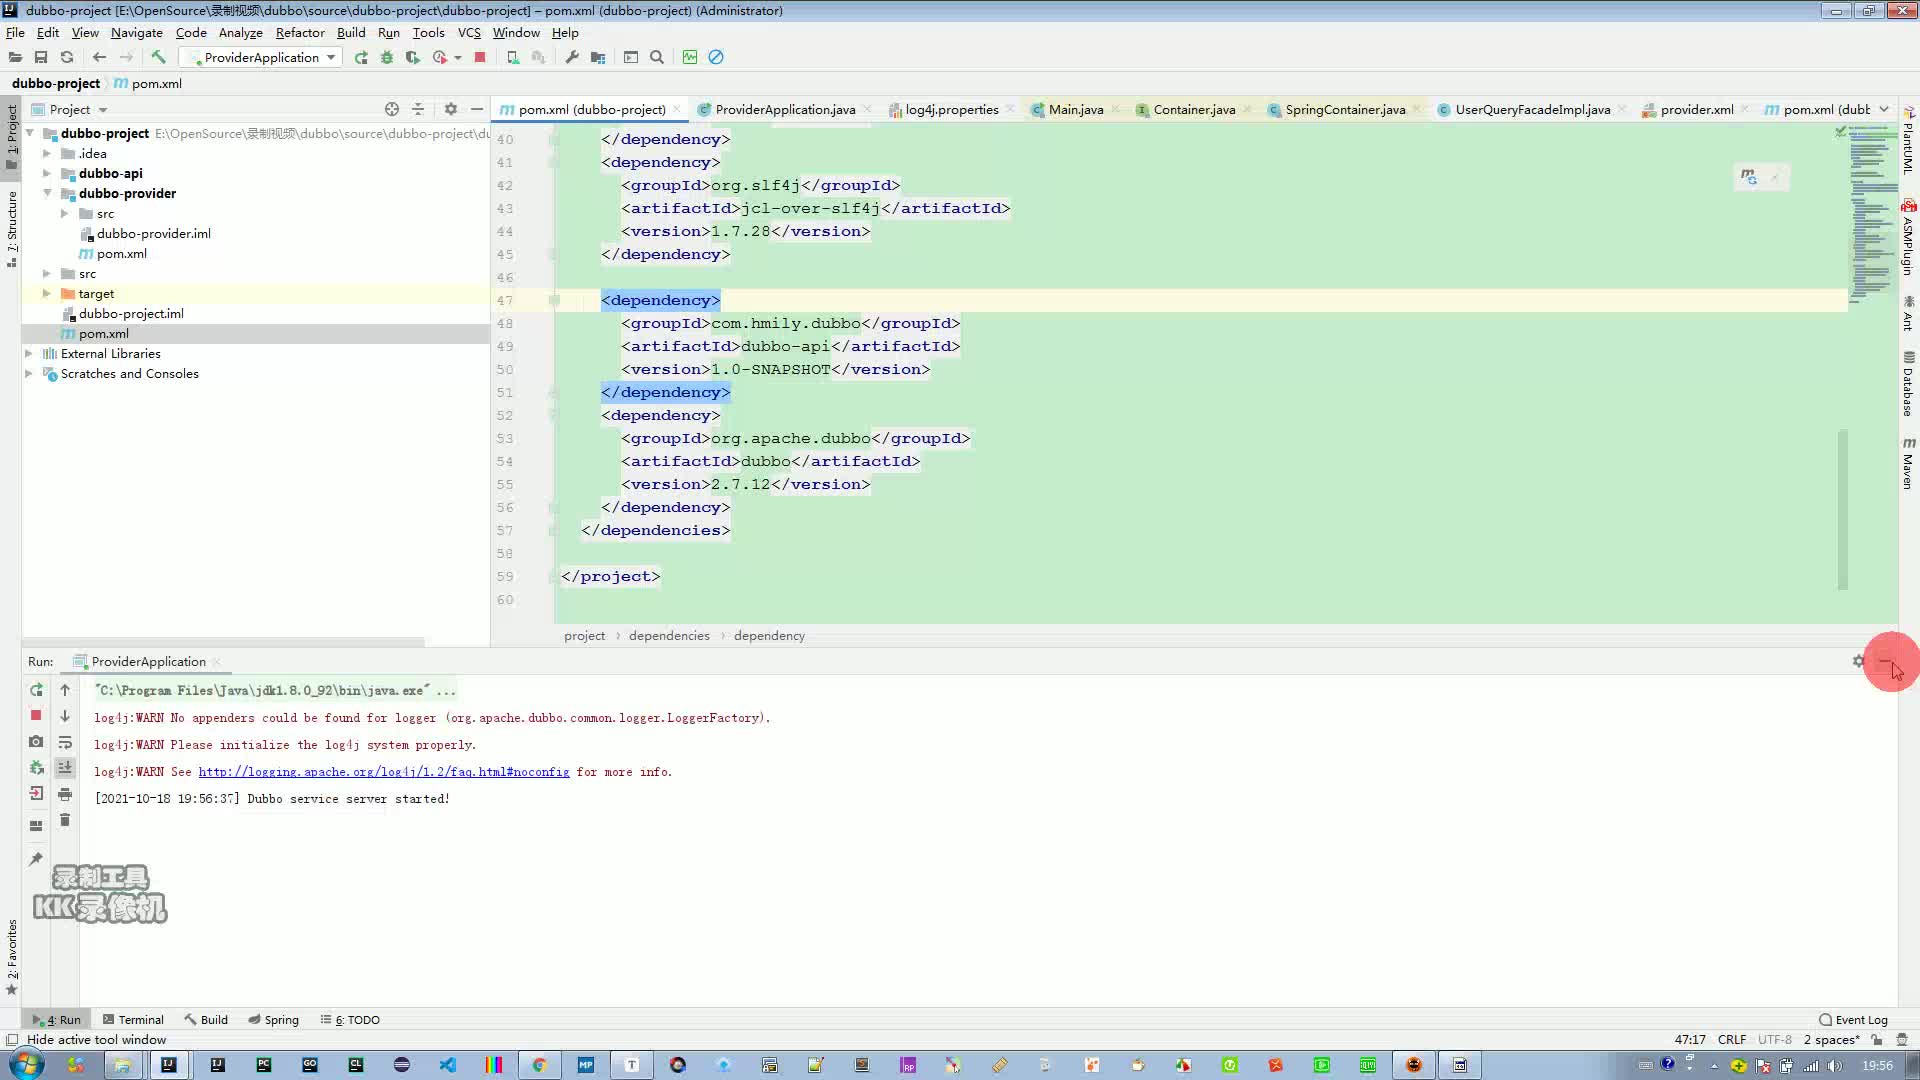 dubbo-project [E:\OpenSource\录制视频\dubbo\source\dubbo-project\dubbo-project] – pom.xml (dubbo-project) (Administrator)
File Edit View Navigate Code Analyze Refactor Build Run Tools VCS Window Help
ProviderApplication
dubbo-project pom.xml
1: Project
7: Structure
2: Favorites
Project
dubbo-project E:\OpenSource\录制视频\dubbo\source\dubbo-project\du
.idea
dubbo-api
dubbo-provider
src
dubbo-provider.iml
pom.xml
src
target
dubbo-project.iml
pom.xml
External Libraries
Scratches and Consoles
pom.xml (dubbo-project) ProviderApplication.java log4j.properties Main.java Container.java SpringContainer.java UserQueryFacadeImpl.java provider.xml pom.xml (dubt
40 </dependency>
41 <dependency>
42 <groupId>org.slf4j</groupId>
43 <artifactId>jcl-over-slf4j</artifactId>
44 <version>1.7.28</version>
45 </dependency>
46
47 <dependency>
48 <groupId>com.hmily.dubbo</groupId>
49 <artifactId>dubbo-api</artifactId>
50 <version>1.0-SNAPSHOT</version>
51 </dependency>
52 <dependency>
53 <groupId>org.apache.dubbo</groupId>
54 <artifactId>dubbo</artifactId>
55 <version>2.7.12</version>
56 </dependency>
57 </dependencies>
58
59 </project>
60
project › dependencies › dependency
PlantUML
ASMPlugin
Ant
Database
Maven
Run: ProviderApplication
"C:\Program Files\Java\jdk1.8.0_92\bin\java.exe" ...
log4j:WARN No appenders could be found for logger (org.apache.dubbo.common.logger.LoggerFactory).
log4j:WARN Please initialize the log4j system properly.
log4j:WARN See http://logging.apache.org/log4j/1.2/faq.html#noconfig for more info.
[2021-10-18 19:56:37] Dubbo service server started!
录制工具
KK录像机
4: Run Terminal Build Spring 6: TODO Event Log
Hide active tool window 47:17 CRLF UTF-8 2 spaces*
19:56